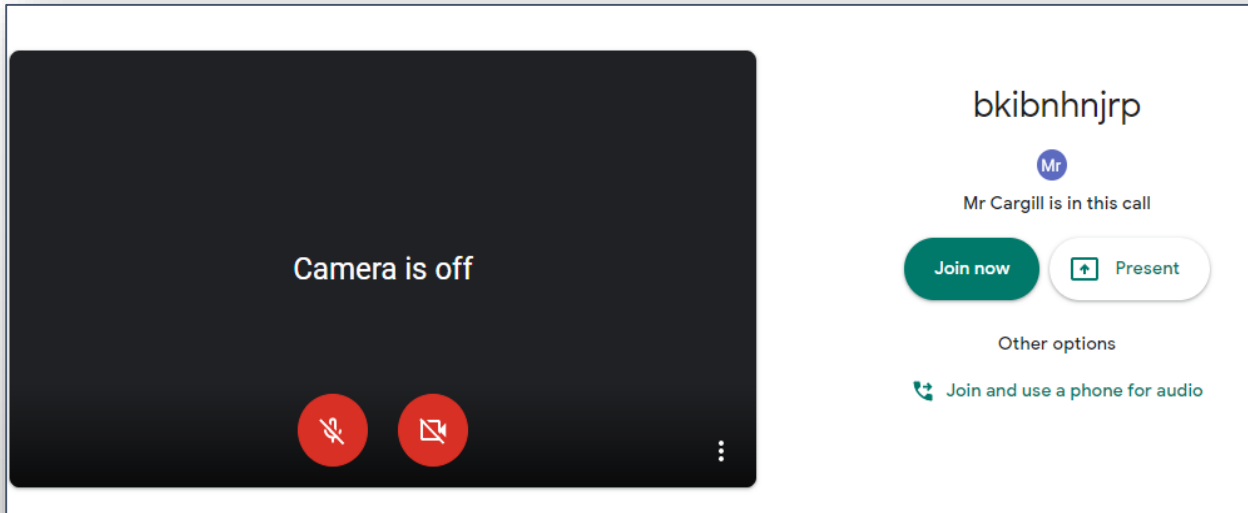 Camera is off
bkibnhnjrp
Mr
Mr Cargill is in this call
Join now
Present
Other options
Join and use a phone for audio